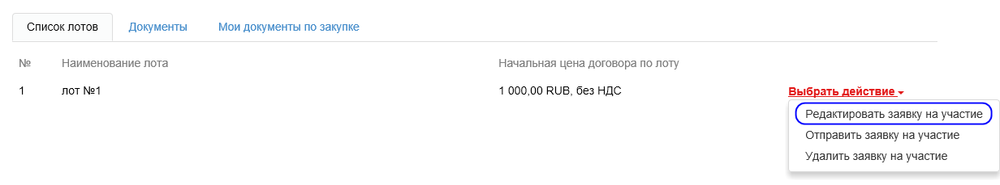 Список лотов Документы Мои документы по закупке
№ Наименование лота Начальная цена договора по лоту
1 лот №1 1 000,00 RUB, без НДС Выбрать действие
Редактировать заявку на участие
Отправить заявку на участие
Удалить заявку на участие